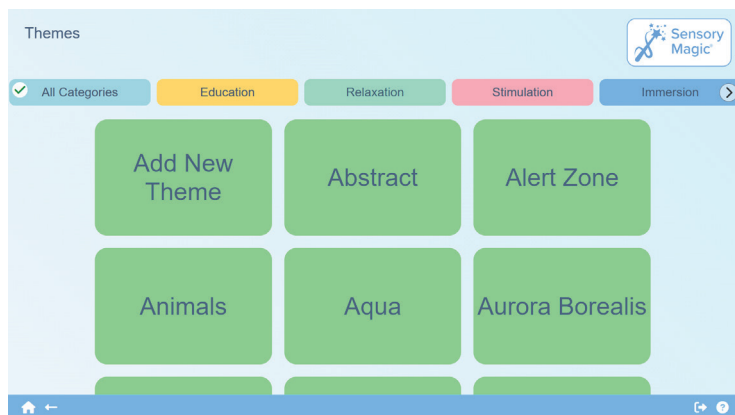 Themes
Sensory
Magic
All Categories
Education
Relaxation
Stimulation
Immersion
Add New
Theme
Abstract
Alert Zone
Animals
Aqua
Aurora Borealis